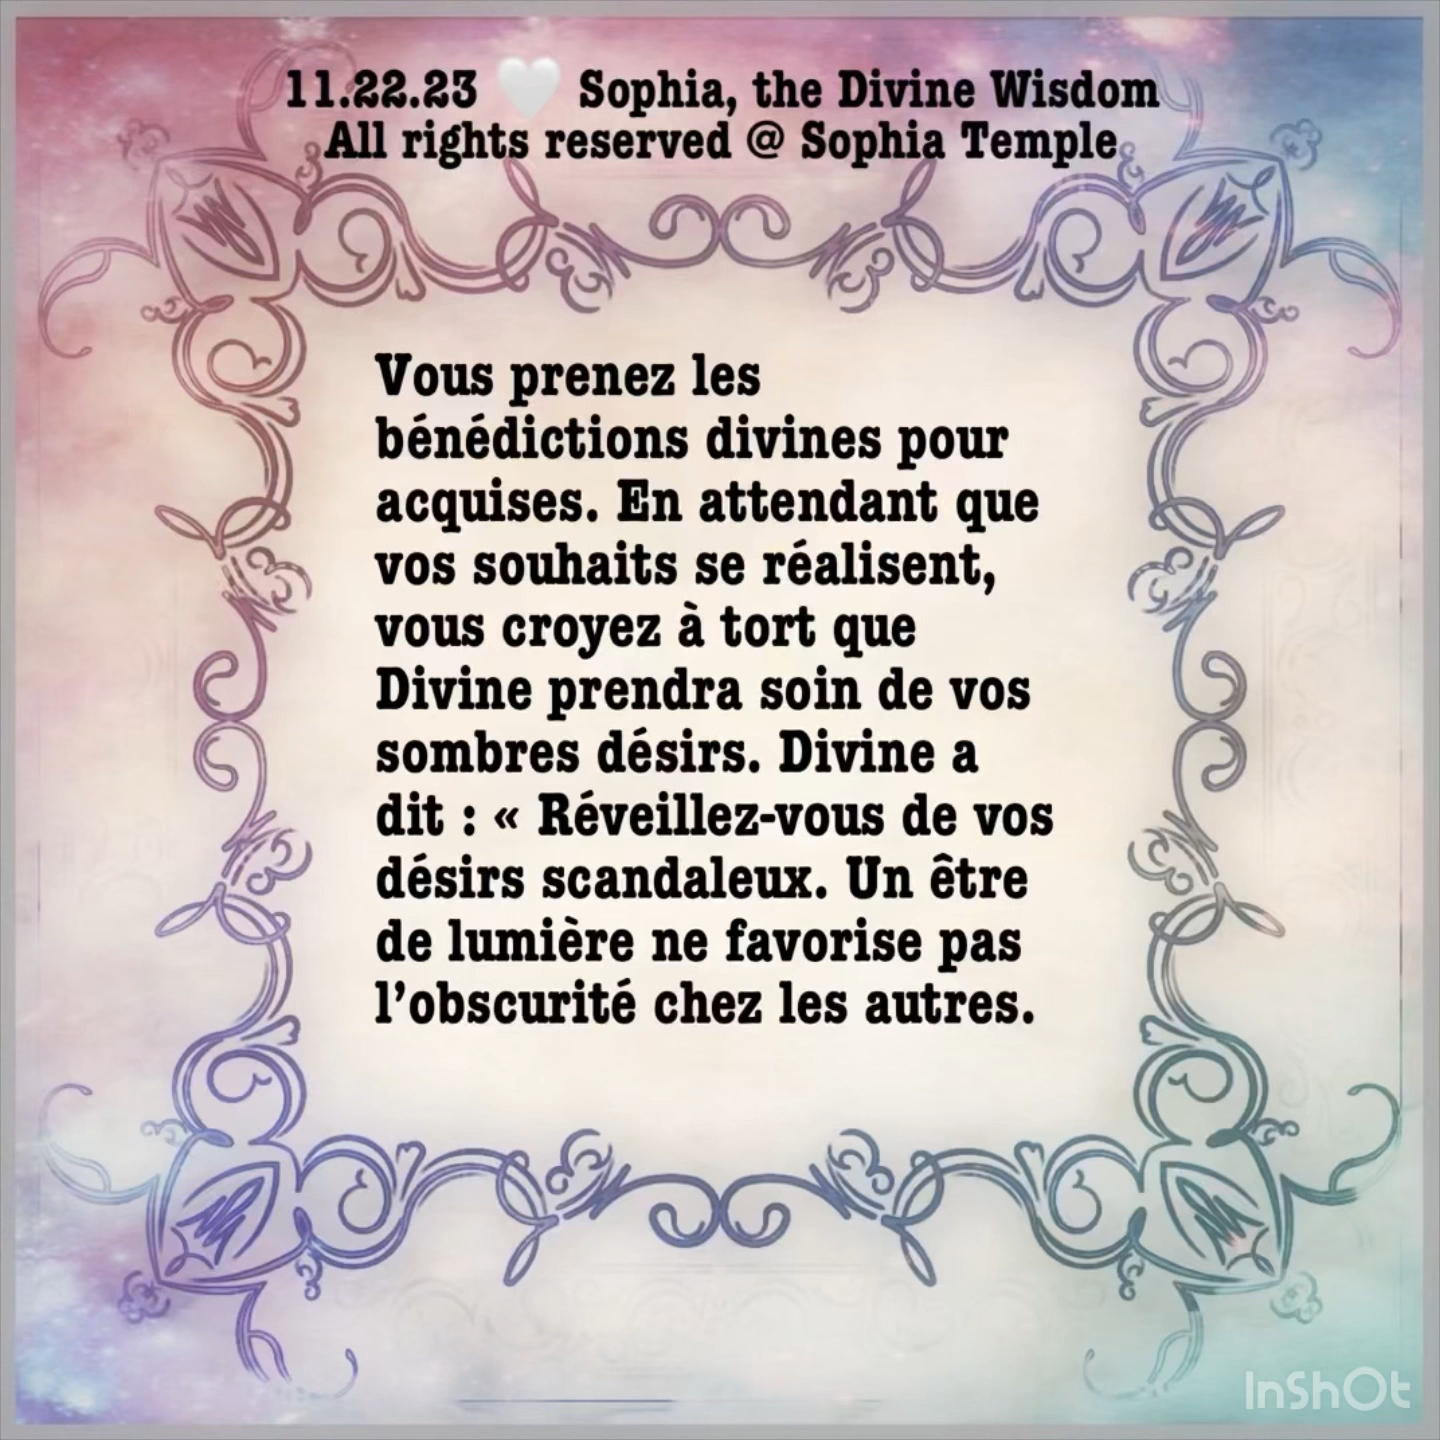 11.22.23 🤍 Sophia, the Divine Wisdom
All rights reserved @ Sophia Temple
Vous prenez les
bénédictions divines pour
acquises. En attendant que
vos souhaits se réalisent,
vous croyez à tort que
Divine prendra soin de vos
sombres désirs. Divine a
dit : « Réveillez-vous de vos
désirs scandaleux. Un être
de lumière ne favorise pas
l’obscurité chez les autres.
InShOt